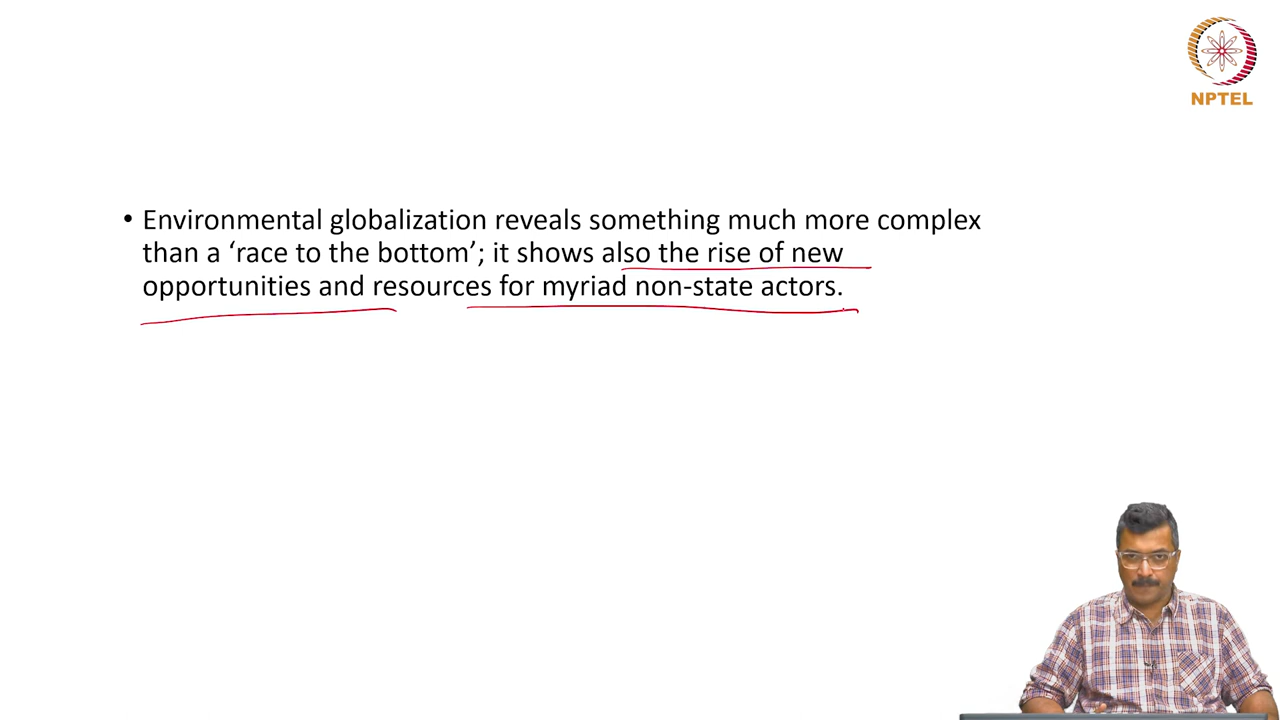 NPTEL
• Environmental globalization reveals something much more complex
than a ‘race to the bottom’; it shows also the rise of new
opportunities and resources for myriad non-state actors.